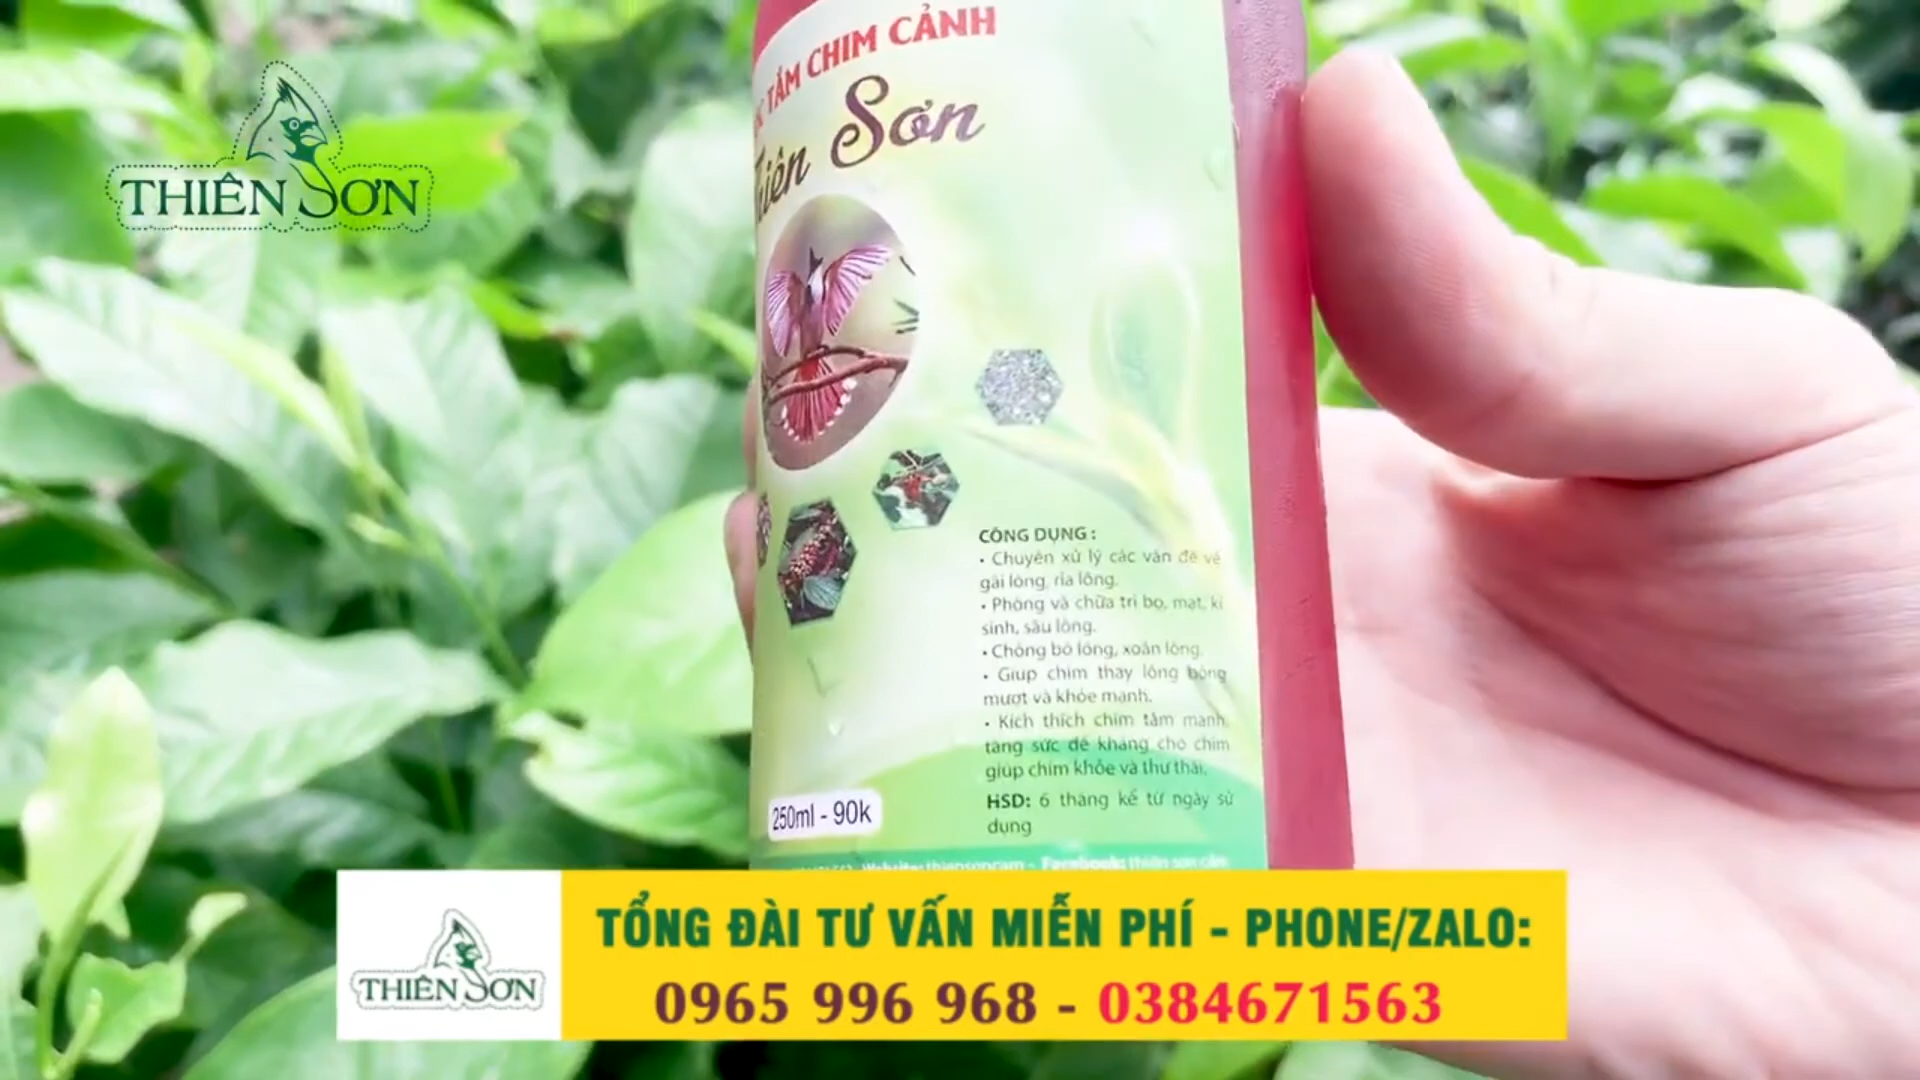 THIÊN SƠN
TẮM CHIM CẢNH
Sơn
CÔNG DỤNG :
• Chuyên xử lý các vấn đề về
gãi lông, rỉa lông.
• Phòng và chữa trị bọ, mạt, kí
sinh, sâu lông.
• Chống bó lông, xoăn lông.
• Giúp chim thay lông bóng
mượt và khỏe mạnh.
• Kích thích chim tắm mạnh,
tăng sức đề kháng cho chim
giúp chim khỏe và thư thái.
HSD: 6 tháng kể từ ngày sử
dụng
250ml - 90k
THIÊN SƠN
TỔNG ĐÀI TƯ VẤN MIỄN PHÍ - PHONE/ZALO:
0965 996 968 - 0384671563